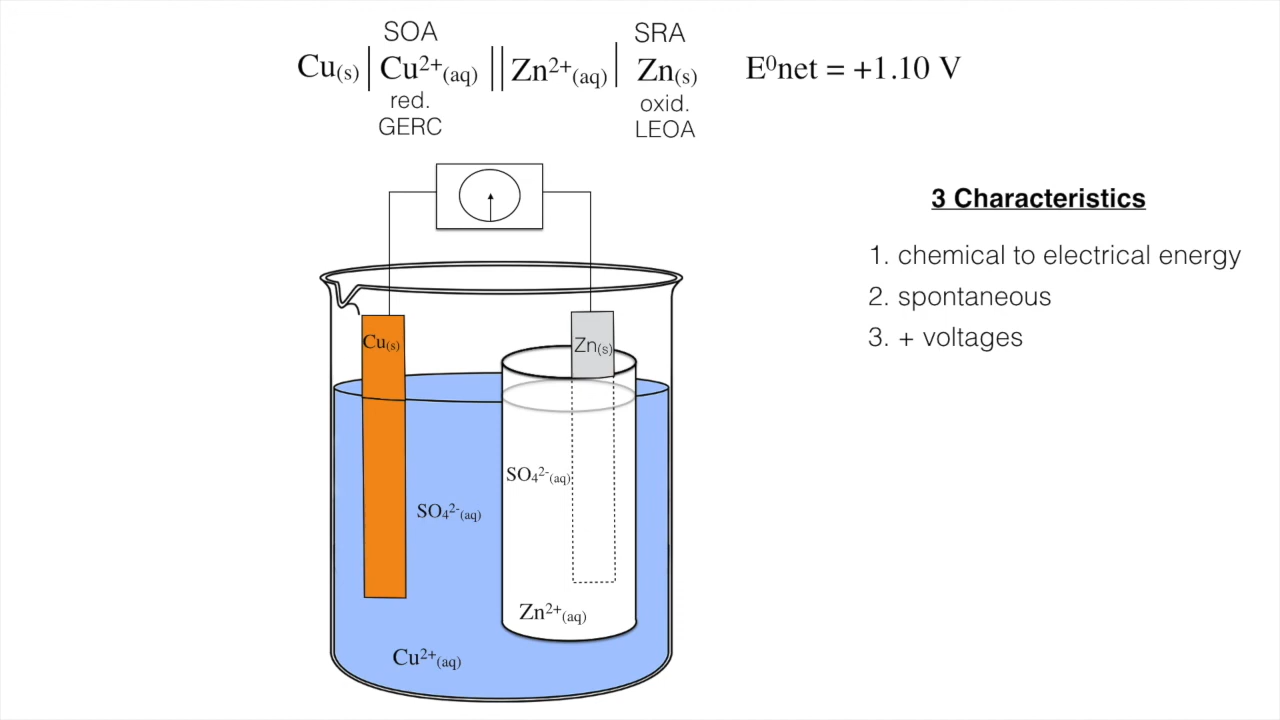 SOA SRA
Cu(s) | Cu²⁺(aq) || Zn²⁺(aq) | Zn(s) E⁰net = +1.10 V
red. oxid.
GERC LEOA
3 Characteristics
1. chemical to electrical energy
2. spontaneous
3. + voltages
Cu(s)
Zn(s)
SO₄²⁻(aq)
SO₄²⁻(aq)
Zn²⁺(aq)
Cu²⁺(aq)